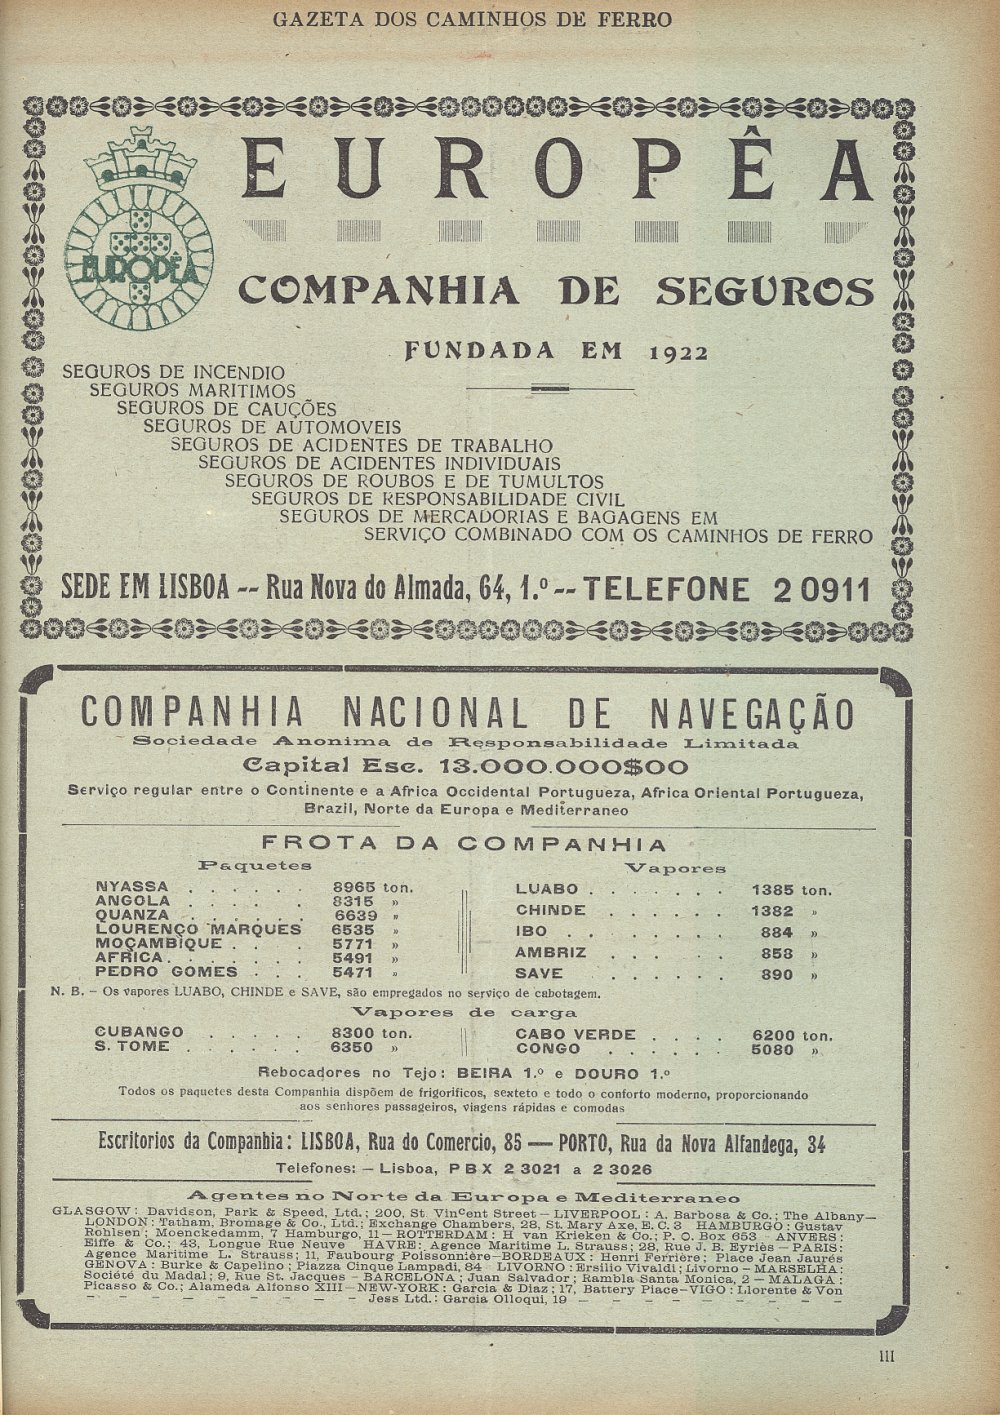 GAZETA DOS CAMINHOS DE FERRO
EUROPÊA
EUROPÊA
COMPANHIA DE SEGUROS
FUNDADA EM 1922
SEGUROS DE INCENDIO
SEGUROS MARITIMOS
SEGUROS DE CAUÇÕES
SEGUROS DE AUTOMOVEIS
SEGUROS DE ACIDENTES DE TRABALHO
SEGUROS DE ACIDENTES INDIVIDUAIS
SEGUROS DE ROUBOS E DE TUMULTOS
SEGUROS DE RESPONSABILIDADE CIVIL
SEGUROS DE MERCADORIAS E BAGAGENS EM
SERVIÇO COMBINADO COM OS CAMINHOS DE FERRO
SEDE EM LISBOA -- Rua Nova do Almada, 64, 1.º -- TELEFONE 2 0911
COMPANHIA NACIONAL DE NAVEGAÇÃO
Sociedade Anonima de Responsabilidade Limitada
Capital Esc. 13.000.000$00
Serviço regular entre o Continente e a Africa Occidental Portugueza, Africa Oriental Portugueza,
Brazil, Norte da Europa e Mediterraneo
FROTA DA COMPANHIA
Paquetes
NYASSA . . . . . . 8965 ton.
ANGOLA . . . . . 8315 »
QUANZA . . . . . . 6639 »
LOURENÇO MARQUES 6535 »
MOÇAMBIQUE . . . 5771 »
AFRICA . . . . . . . 5491 »
PEDRO GOMES . . . 5471 »
Vapores
LUABO . . . . . . . 1385 ton.
CHINDE . . . . . . 1382 »
IBO . . . . . . . 884 »
AMBRIZ . . . . . . 858 »
SAVE . . . . . . 890 »
N. B. – Os vapores LUABO, CHINDE e SAVE, são empregados no serviço de cabotagem.
Vapores de carga
CUBANGO . . . . . 8300 ton.
S. TOME . . . . . . 6350 »
CABO VERDE . . . . 6200 ton.
CONGO . . . . . . 5080 »
Rebocadores no Tejo: BEIRA 1.º e DOURO 1.º
Todos os paquetes desta Companhia dispõem de frigorificos, sexteto e todo o conforto moderno, proporcionando
aos senhores passageiros, viagens rápidas e comodas
Escritorios da Companhia: LISBOA, Rua do Comercio, 85 — PORTO, Rua da Nova Alfandega, 34
Telefones: – Lisboa, P B X 2 3021 a 2 3026
Agentes no Norte da Europa e Mediterraneo
GLASGOW: Davidson, Park & Speed, Ltd.; 200, St. Vincent Street – LIVERPOOL: A. Barbosa & Co.; The Albany—
LONDON: Tatham, Bromage & Co., Ltd.; Exchange Chambers, 28, St. Mary Axe, E. C. 3 HAMBURGO: Gustav
Rohlsen; Moenckedamm, 7 Hamburgo, 11 – ROTTERDAM: H van Krieken & Co.; P. O. Box 653 - ANVERS:
Eiffe & Co.; 43, Longue Rue Neuve HAVRE: Agence Maritime L. Strauss; 28, Rue J. B. Eyriès – PARIS:
Agence Maritime L. Strauss; 11, Faubourg Poissonnière – BORDEAUX: Henri Ferrière; Place Jean Jaurés
GENOVA: Burke & Capelino; Piazza Cinque Lampadi, 84 - LIVORNO: Ersilio Vivaldi; Livorno – MARSELHA:
Société du Madal; 9, Rue St. Jacques – BARCELONA; Juan Salvador; Rambla Santa Monica, 2 — MALAGA:
Picasso & Co.; Alameda Alfonso XIII — NEW-YORK: Garcia & Diaz; 17, Battery Place – VIGO: Llorente & Von
Jess Ltd.: Garcia Olloqui, 19
III